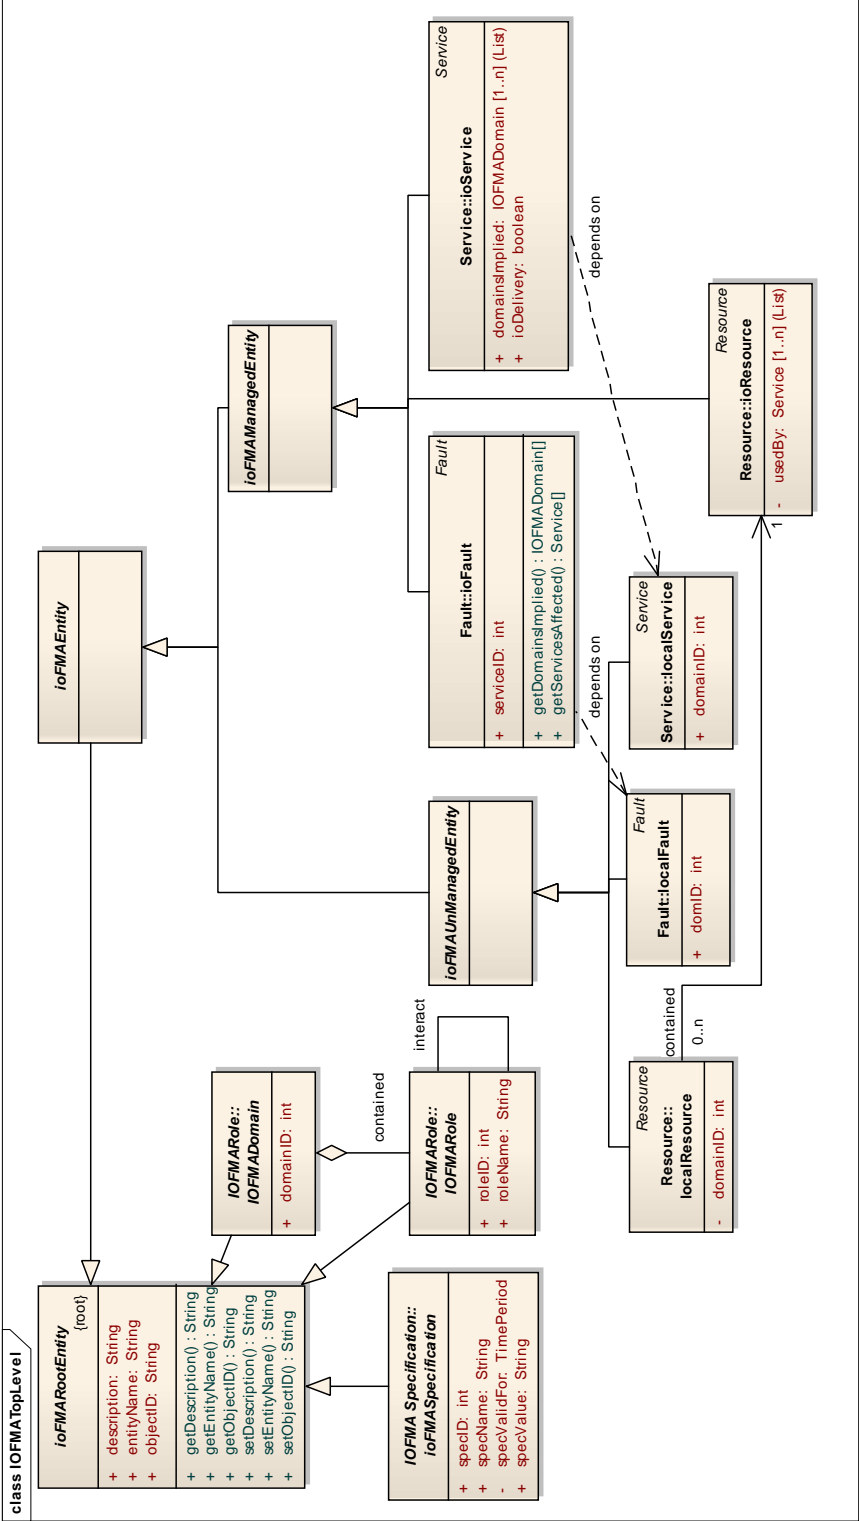 class IOFMATopLevel
ioFMARootEntity
{root}
+ description: String
+ entityName: String
+ objectID: String
+ getDescription() : String
+ getEntityName() : String
+ getObjectID() : String
+ setDescription() : String
+ setEntityName() : String
+ setObjectID() : String
ioFMAEntity
IOFMARole::
IOFMADomain
+ domainID: int
ioFMAManagedEntity
IOFMA Specification::
ioFMASpecification
+ specID: int
+ specName: String
- specValidFor: TimePeriod
+ specValue: String
contained
IOFMARole::
IOFMARole
+ roleID: int
+ roleName: String
interact
ioFMAUnManagedEntity
Fault
Fault::ioFault
+ serviceID: int
+ getDomainsImplied() : IOFMADomain[]
+ getServicesAffected() : Service[]
Service
Service::ioService
+ domainsImplied: IOFMADomain [1..n] (List)
+ ioDelivery: boolean
depends on
depends on
Resource
Resource::
localResource
- domainID: int
contained
0..n
Fault
Fault::localFault
+ domID: int
Service
Service::localService
+ domainID: int
1
Resource
Resource::ioResource
- usedBy: Service [1..n] (List)